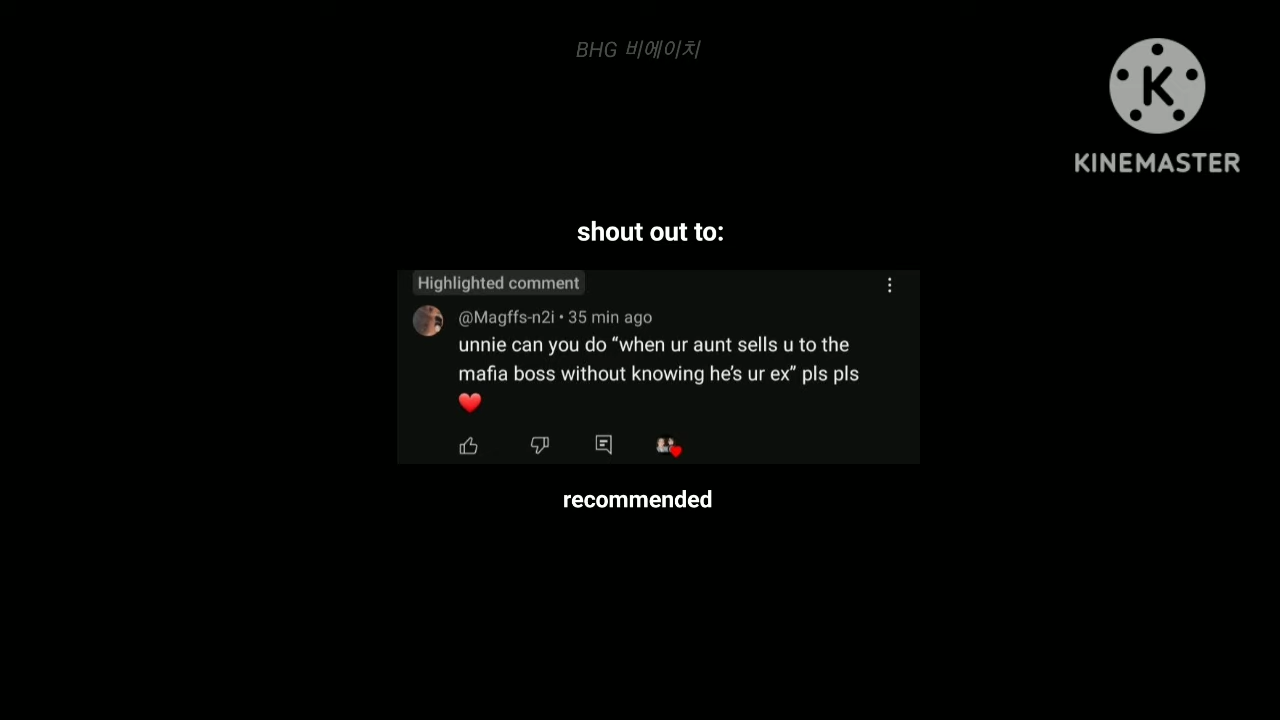 BHG 비에이치
KINEMASTER
shout out to:
Highlighted comment
@Magffs-n2i • 35 min ago
unnie can you do “when ur aunt sells u to the
mafia boss without knowing he’s ur ex” pls pls
❤️
recommended